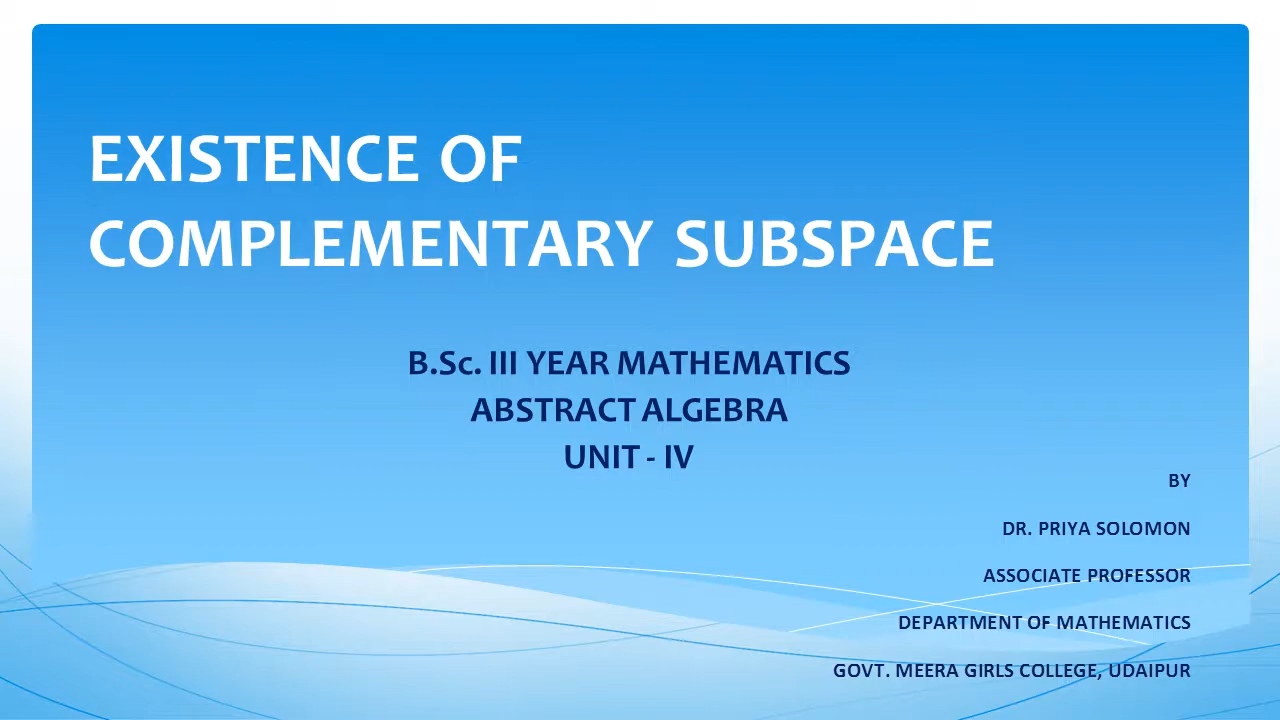 EXISTENCE OF
COMPLEMENTARY SUBSPACE
B.Sc. III YEAR MATHEMATICS
ABSTRACT ALGEBRA
UNIT - IV
BY
DR. PRIYA SOLOMON
ASSOCIATE PROFESSOR
DEPARTMENT OF MATHEMATICS
GOVT. MEERA GIRLS COLLEGE, UDAIPUR